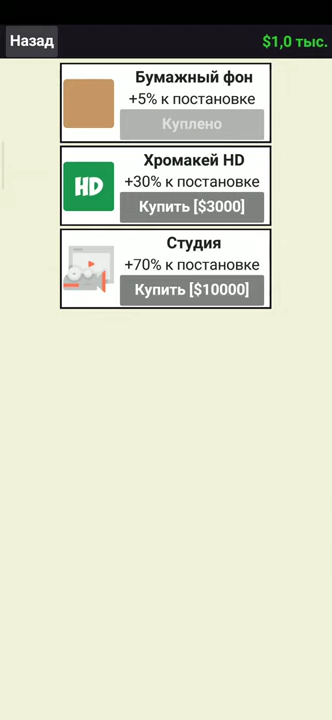 Назад
$1,0 тыс.
Бумажный фон
+5% к постановке
Куплено
HD
Хромакей HD
+30% к постановке
Купить [$3000]
Студия
+70% к постановке
Купить [$10000]